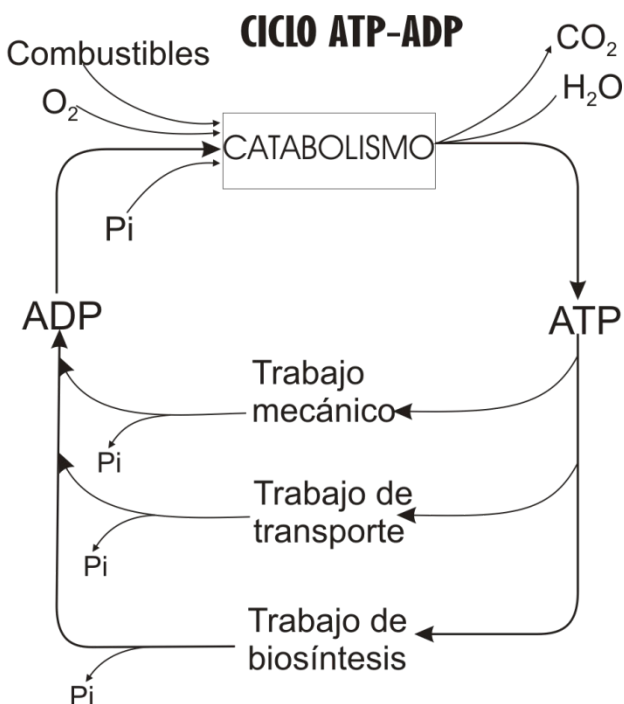 CICLO ATP-ADP
Combustibles
O₂
CO₂
H₂O
CATABOLISMO
Pi
ADP
ATP
Trabajo
mecánico
Pi
Trabajo de
transporte
Pi
Trabajo de
biosíntesis
Pi